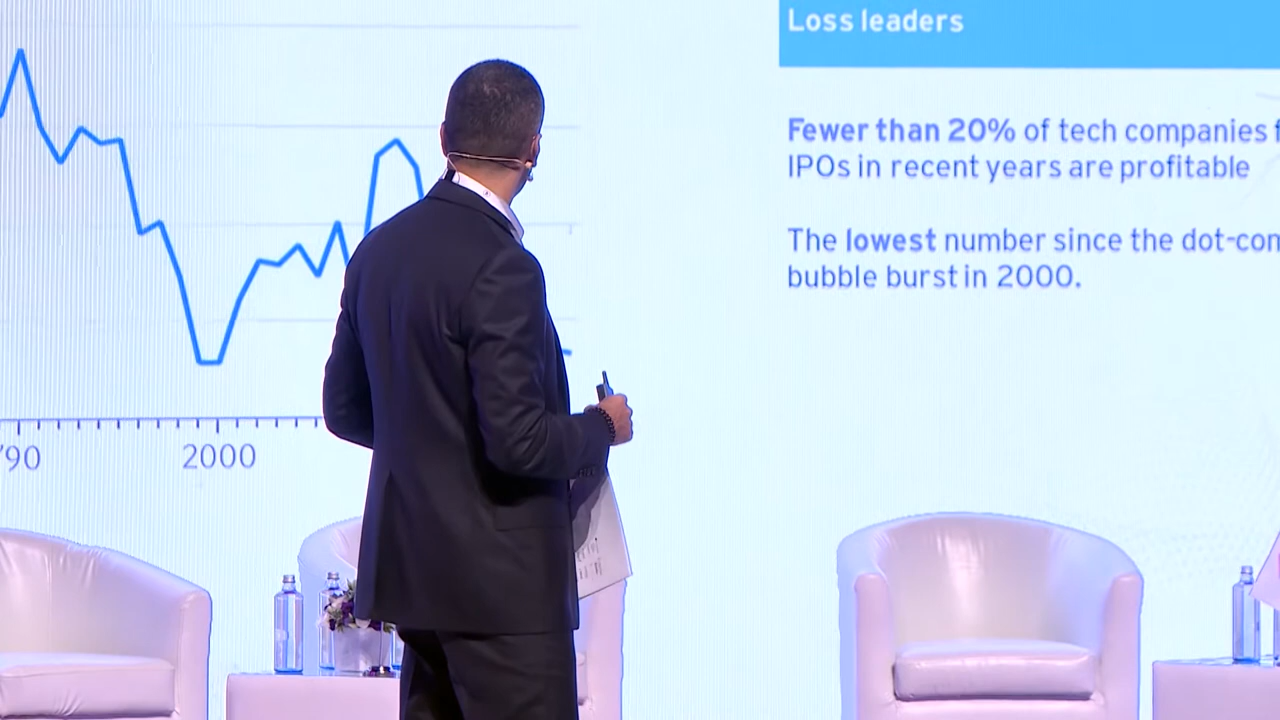 Loss leaders
Fewer than 20% of tech companies
IPOs in recent years are profitable
The lowest number since the dot-com
bubble burst in 2000.
'90
2000